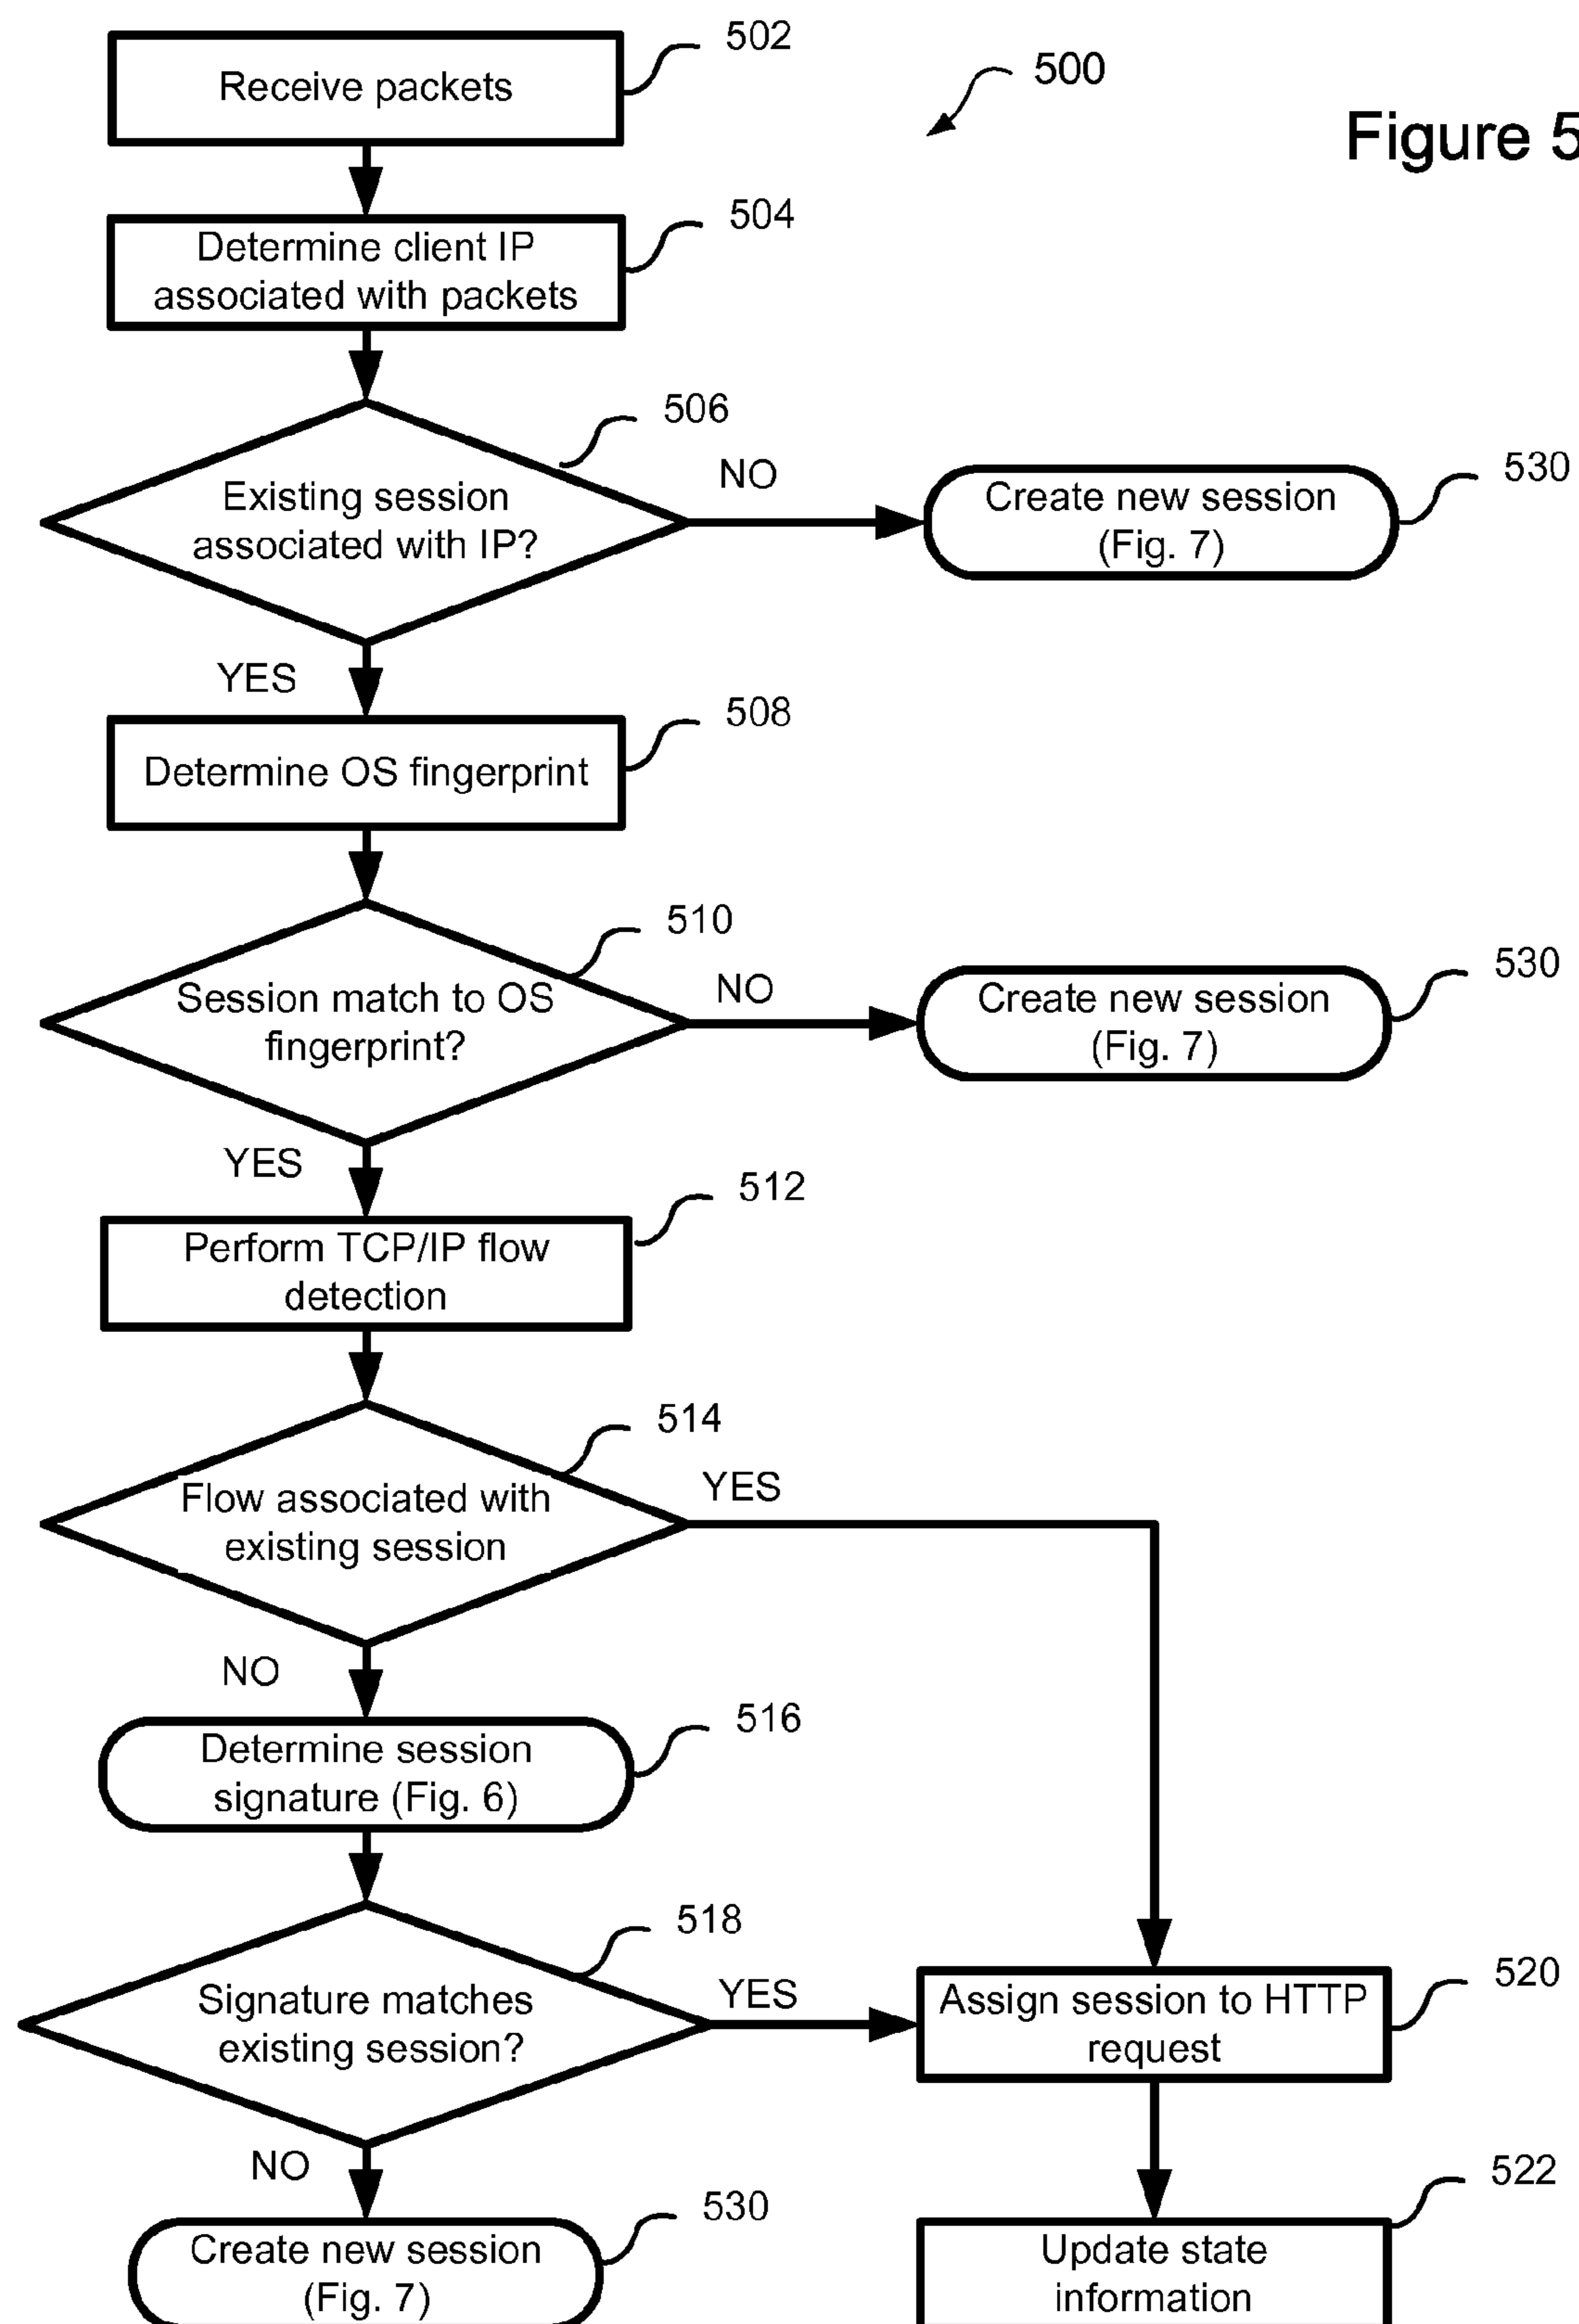 502
Receive packets
500
Figure 5
504
Determine client IP
associated with packets
506
NO
530
Existing session
associated with IP?
Create new session
(Fig. 7)
YES
508
Determine OS fingerprint
510
NO
530
Session match to OS
fingerprint?
Create new session
(Fig. 7)
YES
512
Perform TCP/IP flow
detection
514
YES
Flow associated with
existing session
NO
516
Determine session
signature (Fig. 6)
518
YES
520
Signature matches
existing session?
Assign session to HTTP
request
NO
530
522
Create new session
(Fig. 7)
Update state
information